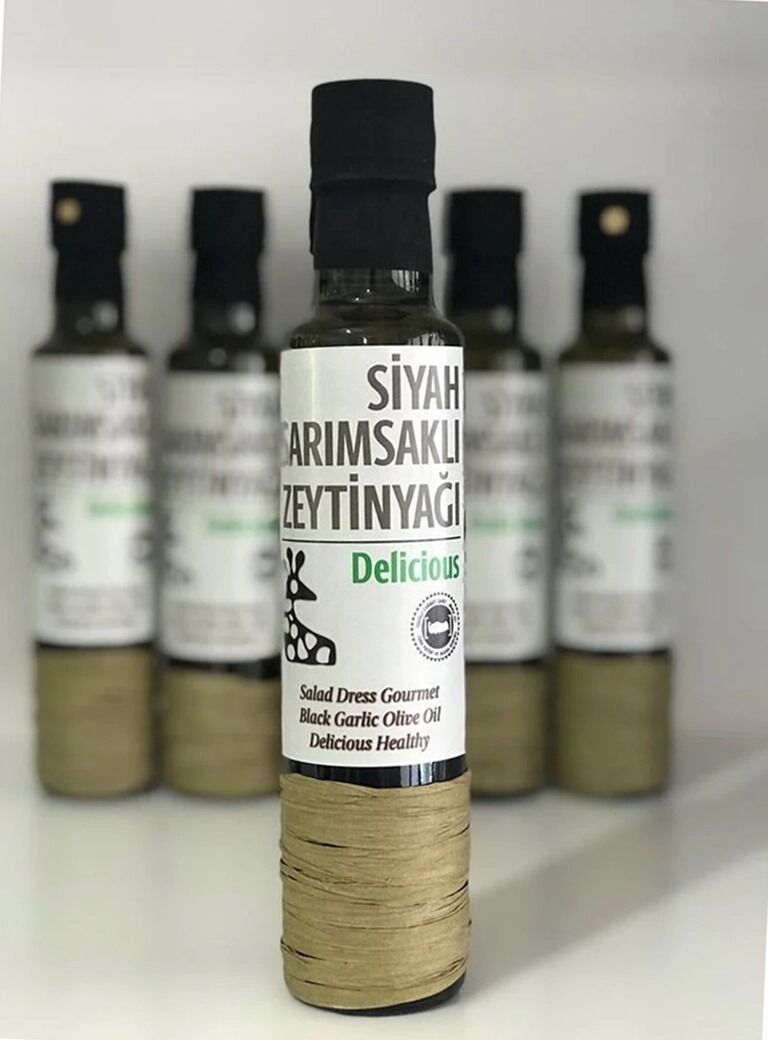 SİYAH
SARIMSAKLI
ZEYTİNYAĞI
Delicious
Salad Dress Gourmet
Black Garlic Olive Oil
Delicious Healthy